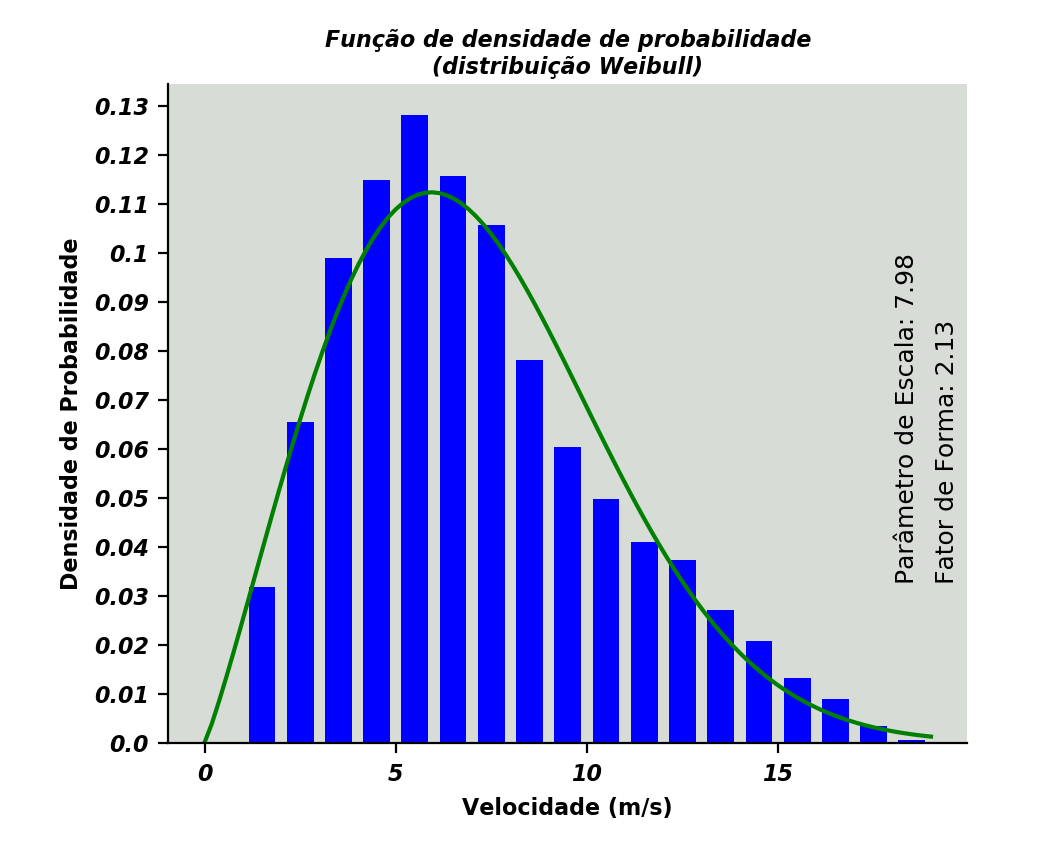 Função de densidade de probabilidade
(distribuição Weibull)
0.13
0.12
0.11
0.1
0.09
0.08
0.07
0.06
0.05
0.04
0.03
0.02
0.01
0.0
Densidade de Probabilidade
0 5 10 15
Velocidade (m/s)
Parâmetro de Escala: 7.98
Fator de Forma: 2.13